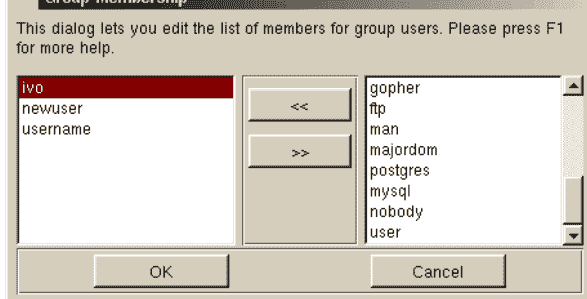 Group Membership
This dialog lets you edit the list of members for group users. Please press F1
for more help.
ivo
newuser
username
<<
>>
gopher
ftp
man
majordom
postgres
mysql
nobody
user
OK
Cancel